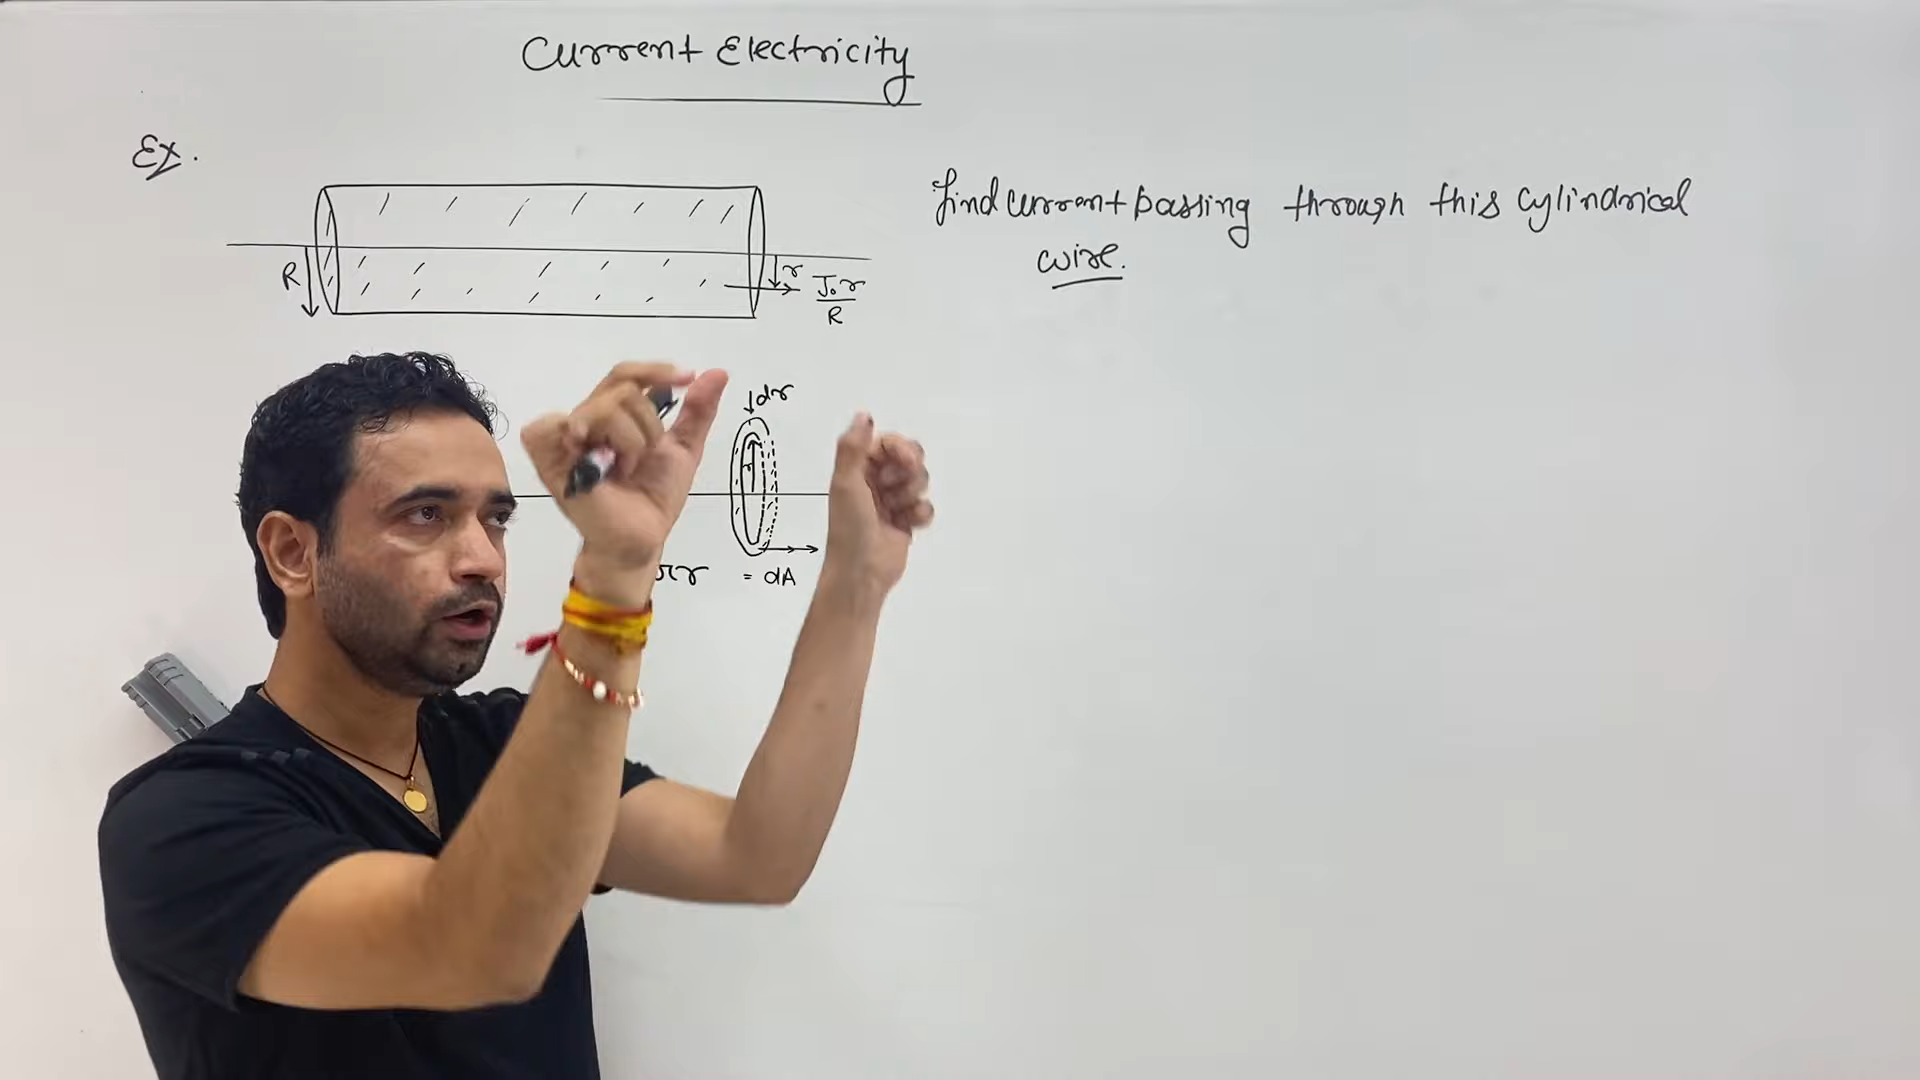 Current Electricity
Ex.
find current passing through this cylindrical
wire.
R
r
J₀r
R
dr
r
= dA